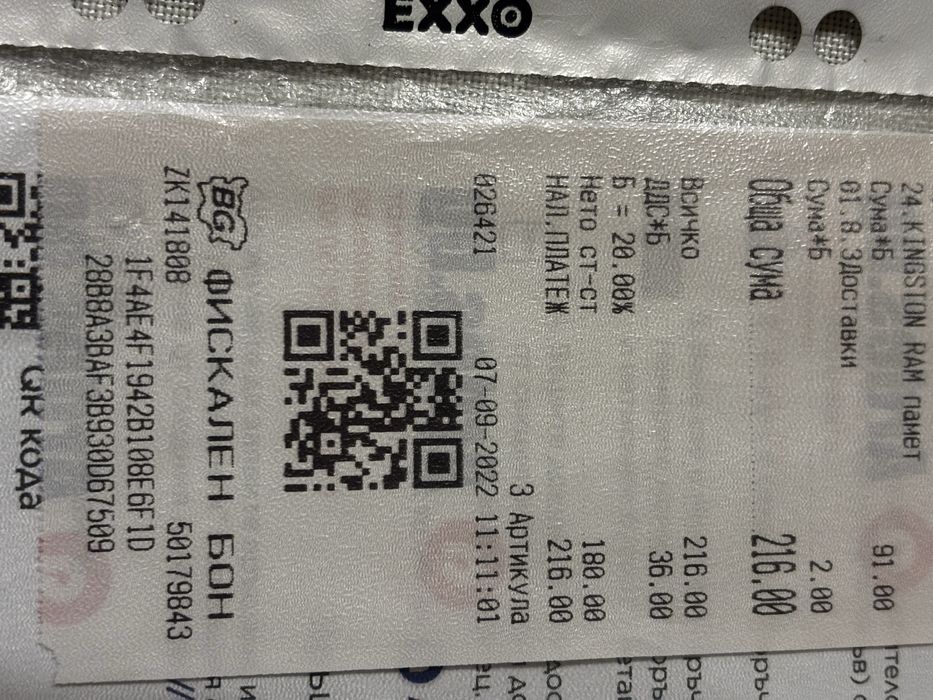 EXXO
24.KINGSTON RAM памет
Сума*Б 91.00
01.8.3Доставки
Сума*Б 2.00
Обща сума 216.00
Всичко 216.00
ДДС*Б 36.00
Б = 20.00%
Нето ст-ст 180.00
НАЛ.ПЛАТЕЖ 216.00
3 Артикула
026421 07-09-2022 11:11:01
BG ФИСКАЛЕН БОН
ZK141808 50179843
1F4AE4F1942B108E6F1D
28B8A3BAF3B930D67509
QR кода